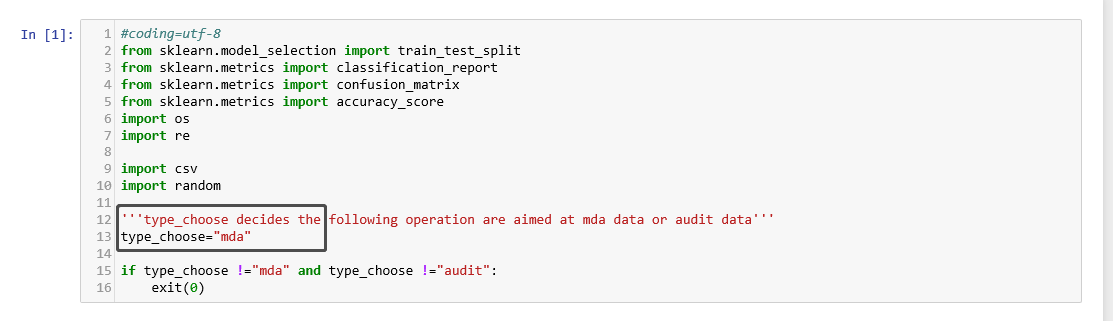 In [1]:
1 #coding=utf-8
2 from sklearn.model_selection import train_test_split
3 from sklearn.metrics import classification_report
4 from sklearn.metrics import confusion_matrix
5 from sklearn.metrics import accuracy_score
6 import os
7 import re
8
9 import csv
10 import random
11
12 '''type_choose decides the following operation are aimed at mda data or audit data'''
13 type_choose="mda"
14
15 if type_choose !="mda" and type_choose !="audit":
16     exit(0)